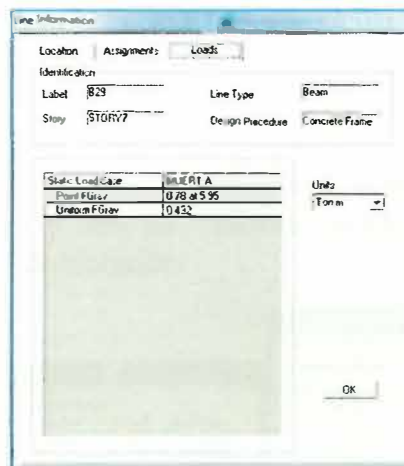 Line Information
Location Assignments Loads
Identification
Label B29 Line Type Beam
Story STORY7 Design Procedure Concrete Frame
Static Load Case MUERTA
Point FGrav 0.78 at 5.95
Uniform FGrav 0.432
Units
Ton-m
OK